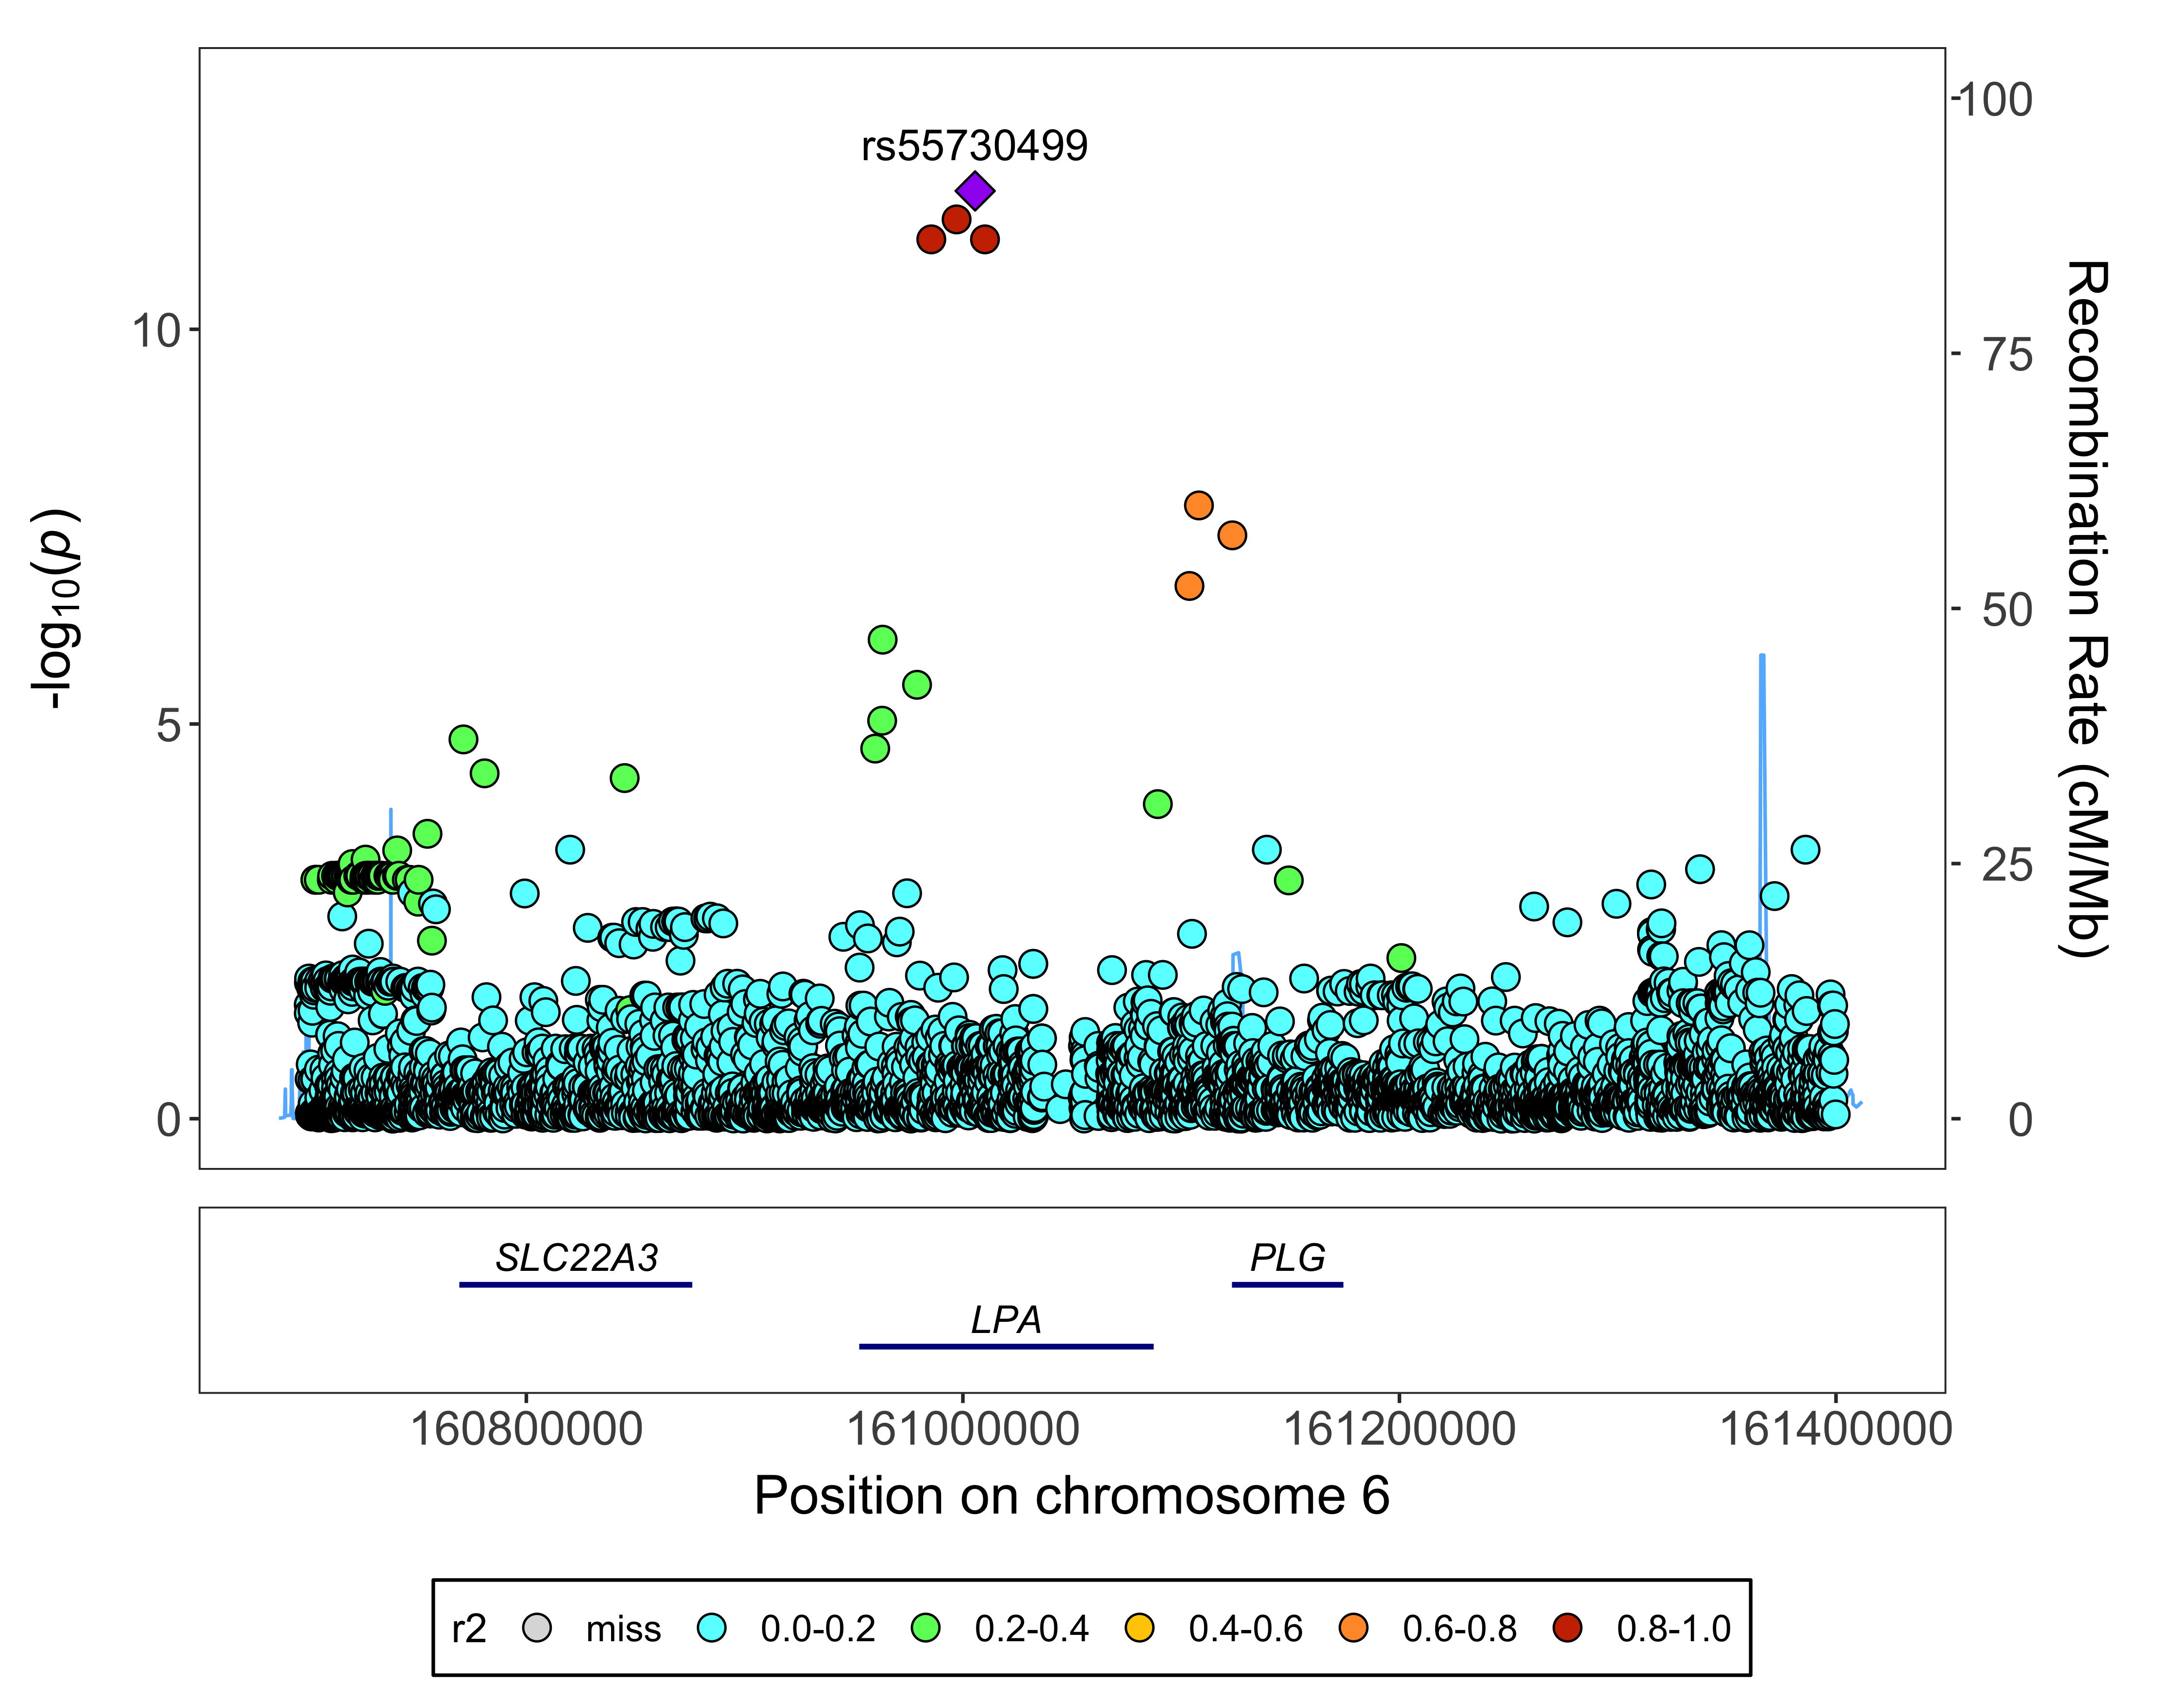 rs55730499
-log10(p)
10
5
0
100
75
50
25
0
Recombination Rate (cM/Mb)
SLC22A3
PLG
LPA
160800000 161000000 161200000 161400000
Position on chromosome 6
r2 miss 0.0-0.2 0.2-0.4 0.4-0.6 0.6-0.8 0.8-1.0